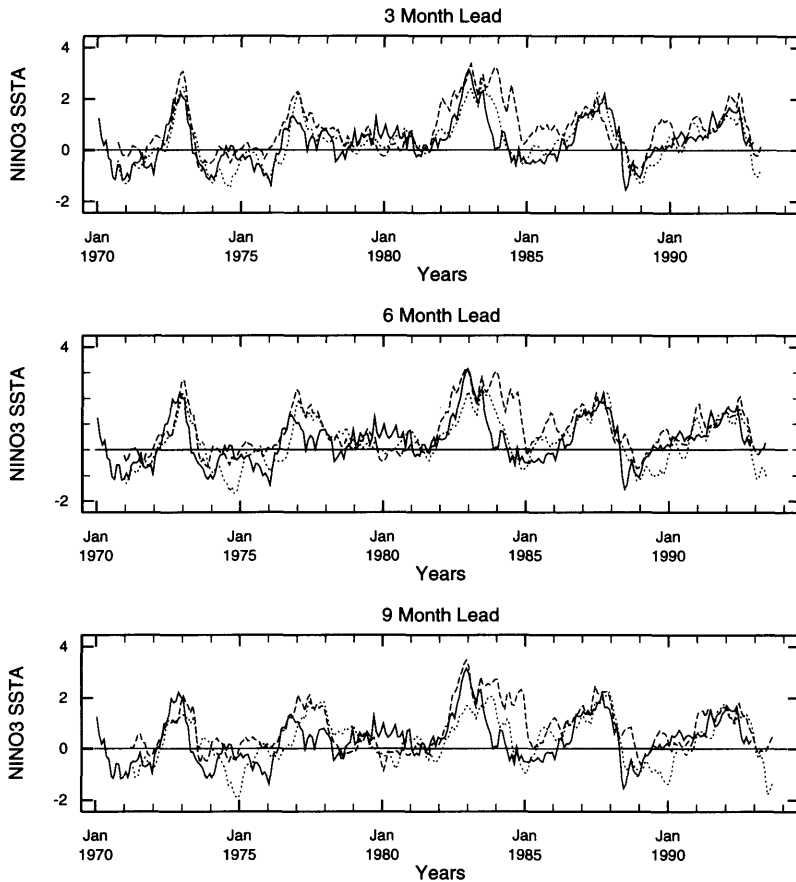 3 Month Lead
4
2
0
-2
NINO3 SSTA
Jan Jan Jan Jan Jan
1970 1975 1980 1985 1990
Years
6 Month Lead
4
-2
NINO3 SSTA
Jan Jan Jan Jan Jan
1970 1975 1980 1985 1990
Years
9 Month Lead
4
2
0
-2
NINO3 SSTA
Jan Jan Jan Jan Jan
1970 1975 1980 1985 1990
Years